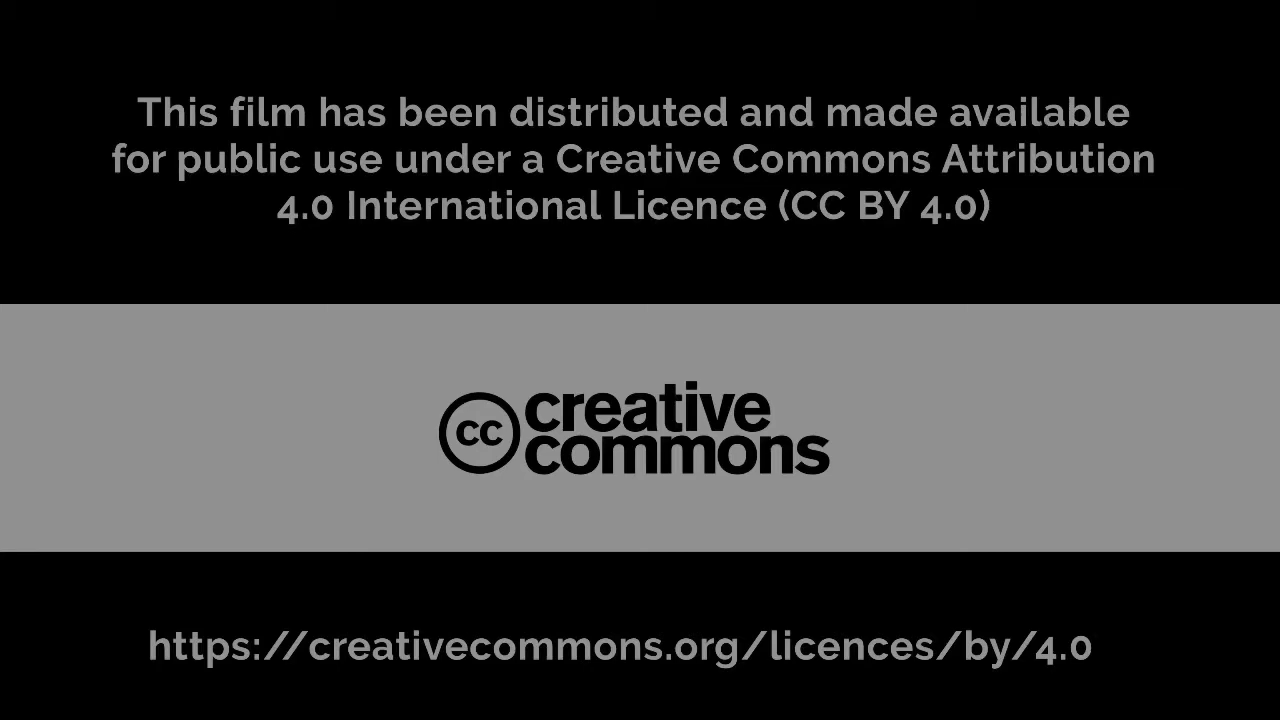 This film has been distributed and made available
for public use under a Creative Commons Attribution
4.0 International Licence (CC BY 4.0)
cc creative
commons
https://creativecommons.org/licences/by/4.0